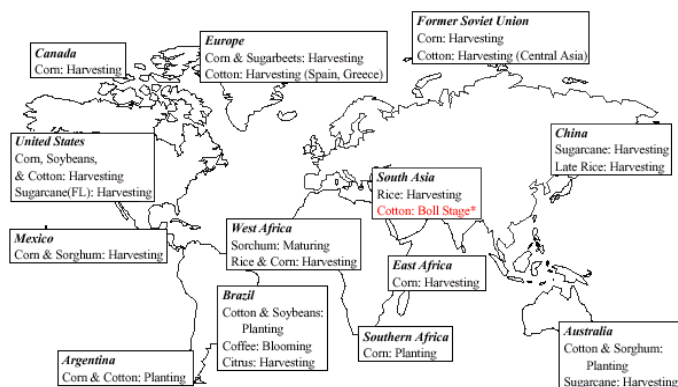 Former Soviet Union
Corn: Harvesting
Cotton: Harvesting (Central Asia)
Europe
Corn & Sugarbeets: Harvesting
Cotton: Harvesting (Spain, Greece)
Canada
Corn: Harvesting
United States
Corn, Soybeans,
& Cotton: Harvesting
Sugarcane(FL): Harvesting
China
Sugarcane: Harvesting
Late Rice: Harvesting
South Asia
Rice: Harvesting
Cotton: Boll Stage*
Mexico
Corn & Sorghum: Harvesting
West Africa
Sorchum: Maturing
Rice & Corn: Harvesting
East Africa
Corn: Harvesting
Brazil
Cotton & Soybeans:
Planting
Coffee: Blooming
Citrus: Harvesting
Southern Africa
Corn: Planting
Australia
Cotton & Sorghum:
Planting
Sugarcane: Harvesting
Argentina
Corn & Cotton: Planting